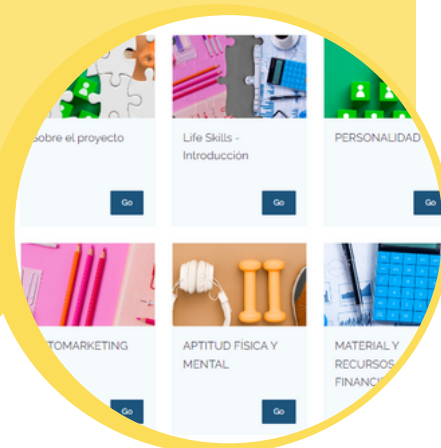 Sobre el proyecto
Life Skills -
Introducción
PERSONALIDAD
Go
Go
Go
TOMARKETING
APTITUD FÍSICA Y
MENTAL
MATERIAL Y
RECURSOS
Go
Go